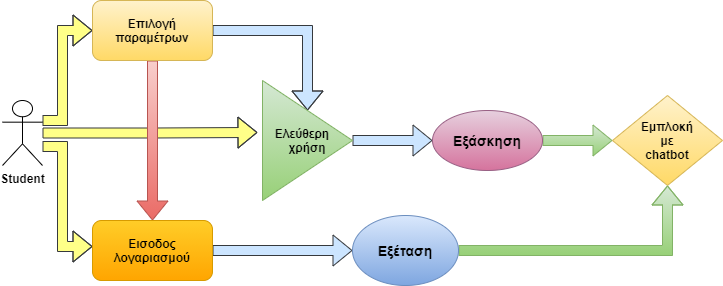 Επιλογή
παραμέτρων
Ελεύθερη
χρήση
Εξάσκηση
Εμπλοκή
με
chatbot
Student
Εισοδος
λογαριασμού
Εξέταση